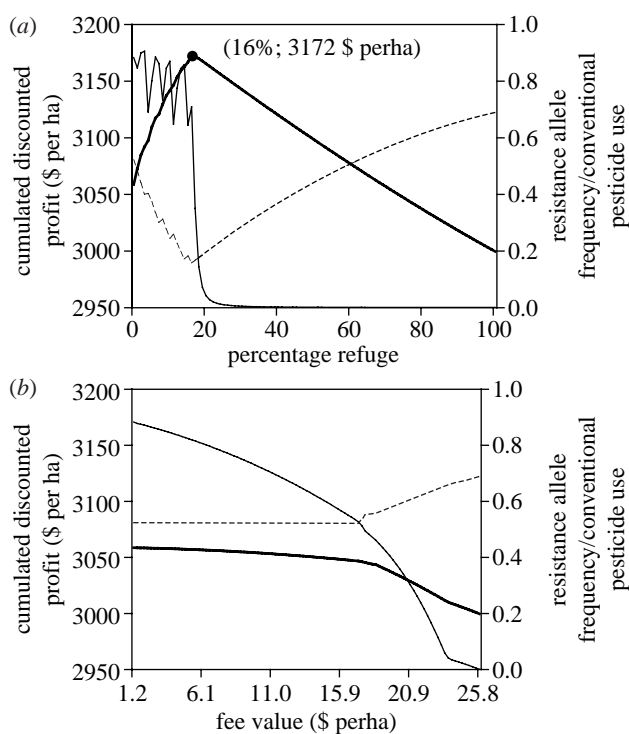 (a)
3200
3150
3100
3050
3000
2950
cumulated discounted
profit ($ per ha)
(16%; 3172 $ perha)
1.0
0.8
0.6
0.4
0.2
0.0
resistance allele
frequency/conventional
pesticide use
0
20
40
60
80
100
percentage refuge
(b)
3200
3150
3100
3050
3000
2950
cumulated discounted
profit ($ per ha)
1.0
0.8
0.6
0.4
0.2
0.0
resistance allele
frequency/conventional
pesticide use
1.2
6.1
11.0
15.9
20.9
25.8
fee value ($ perha)